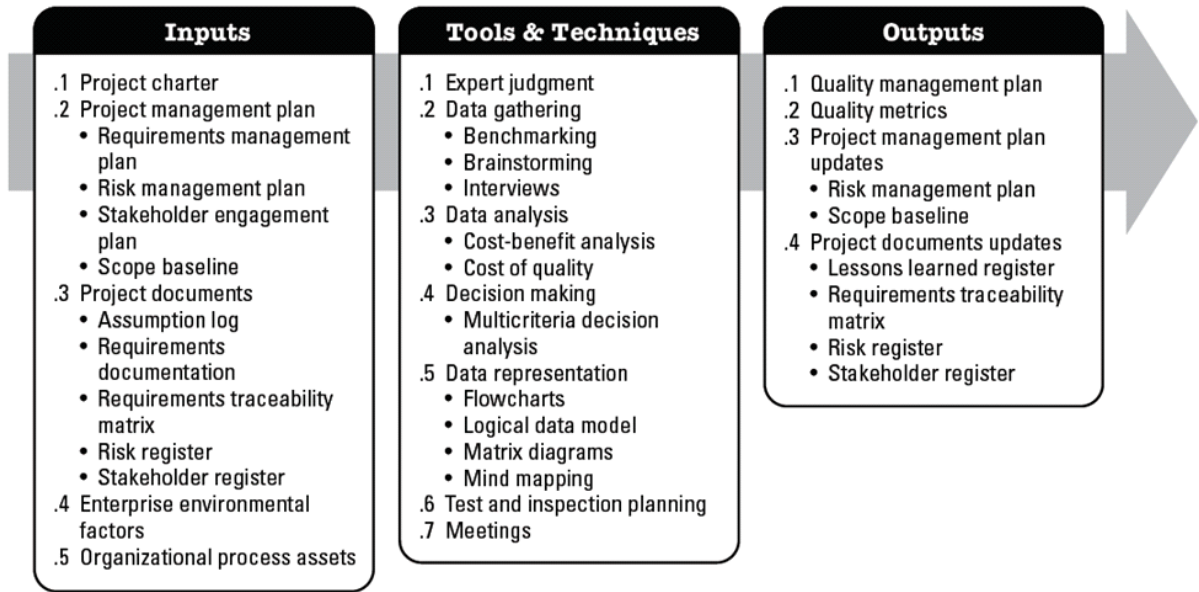 Inputs
.1 Project charter
.2 Project management plan
• Requirements management
plan
• Risk management plan
• Stakeholder engagement
plan
• Scope baseline
.3 Project documents
• Assumption log
• Requirements
documentation
• Requirements traceability
matrix
• Risk register
• Stakeholder register
.4 Enterprise environmental
factors
.5 Organizational process assets
Tools & Techniques
.1 Expert judgment
.2 Data gathering
• Benchmarking
• Brainstorming
• Interviews
.3 Data analysis
• Cost-benefit analysis
• Cost of quality
.4 Decision making
• Multicriteria decision
analysis
.5 Data representation
• Flowcharts
• Logical data model
• Matrix diagrams
• Mind mapping
.6 Test and inspection planning
.7 Meetings
Outputs
.1 Quality management plan
.2 Quality metrics
.3 Project management plan
updates
• Risk management plan
• Scope baseline
.4 Project documents updates
• Lessons learned register
• Requirements traceability
matrix
• Risk register
• Stakeholder register